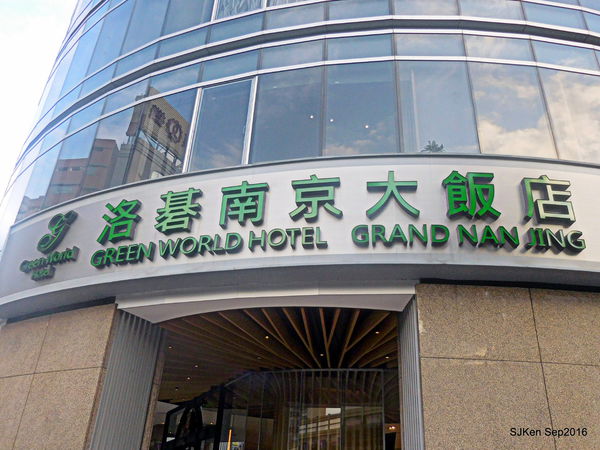 洛碁南京大飯店
GREEN WORLD HOTEL GRAND NAN JING
g
Green World
Hotel
SJKen Sep2016